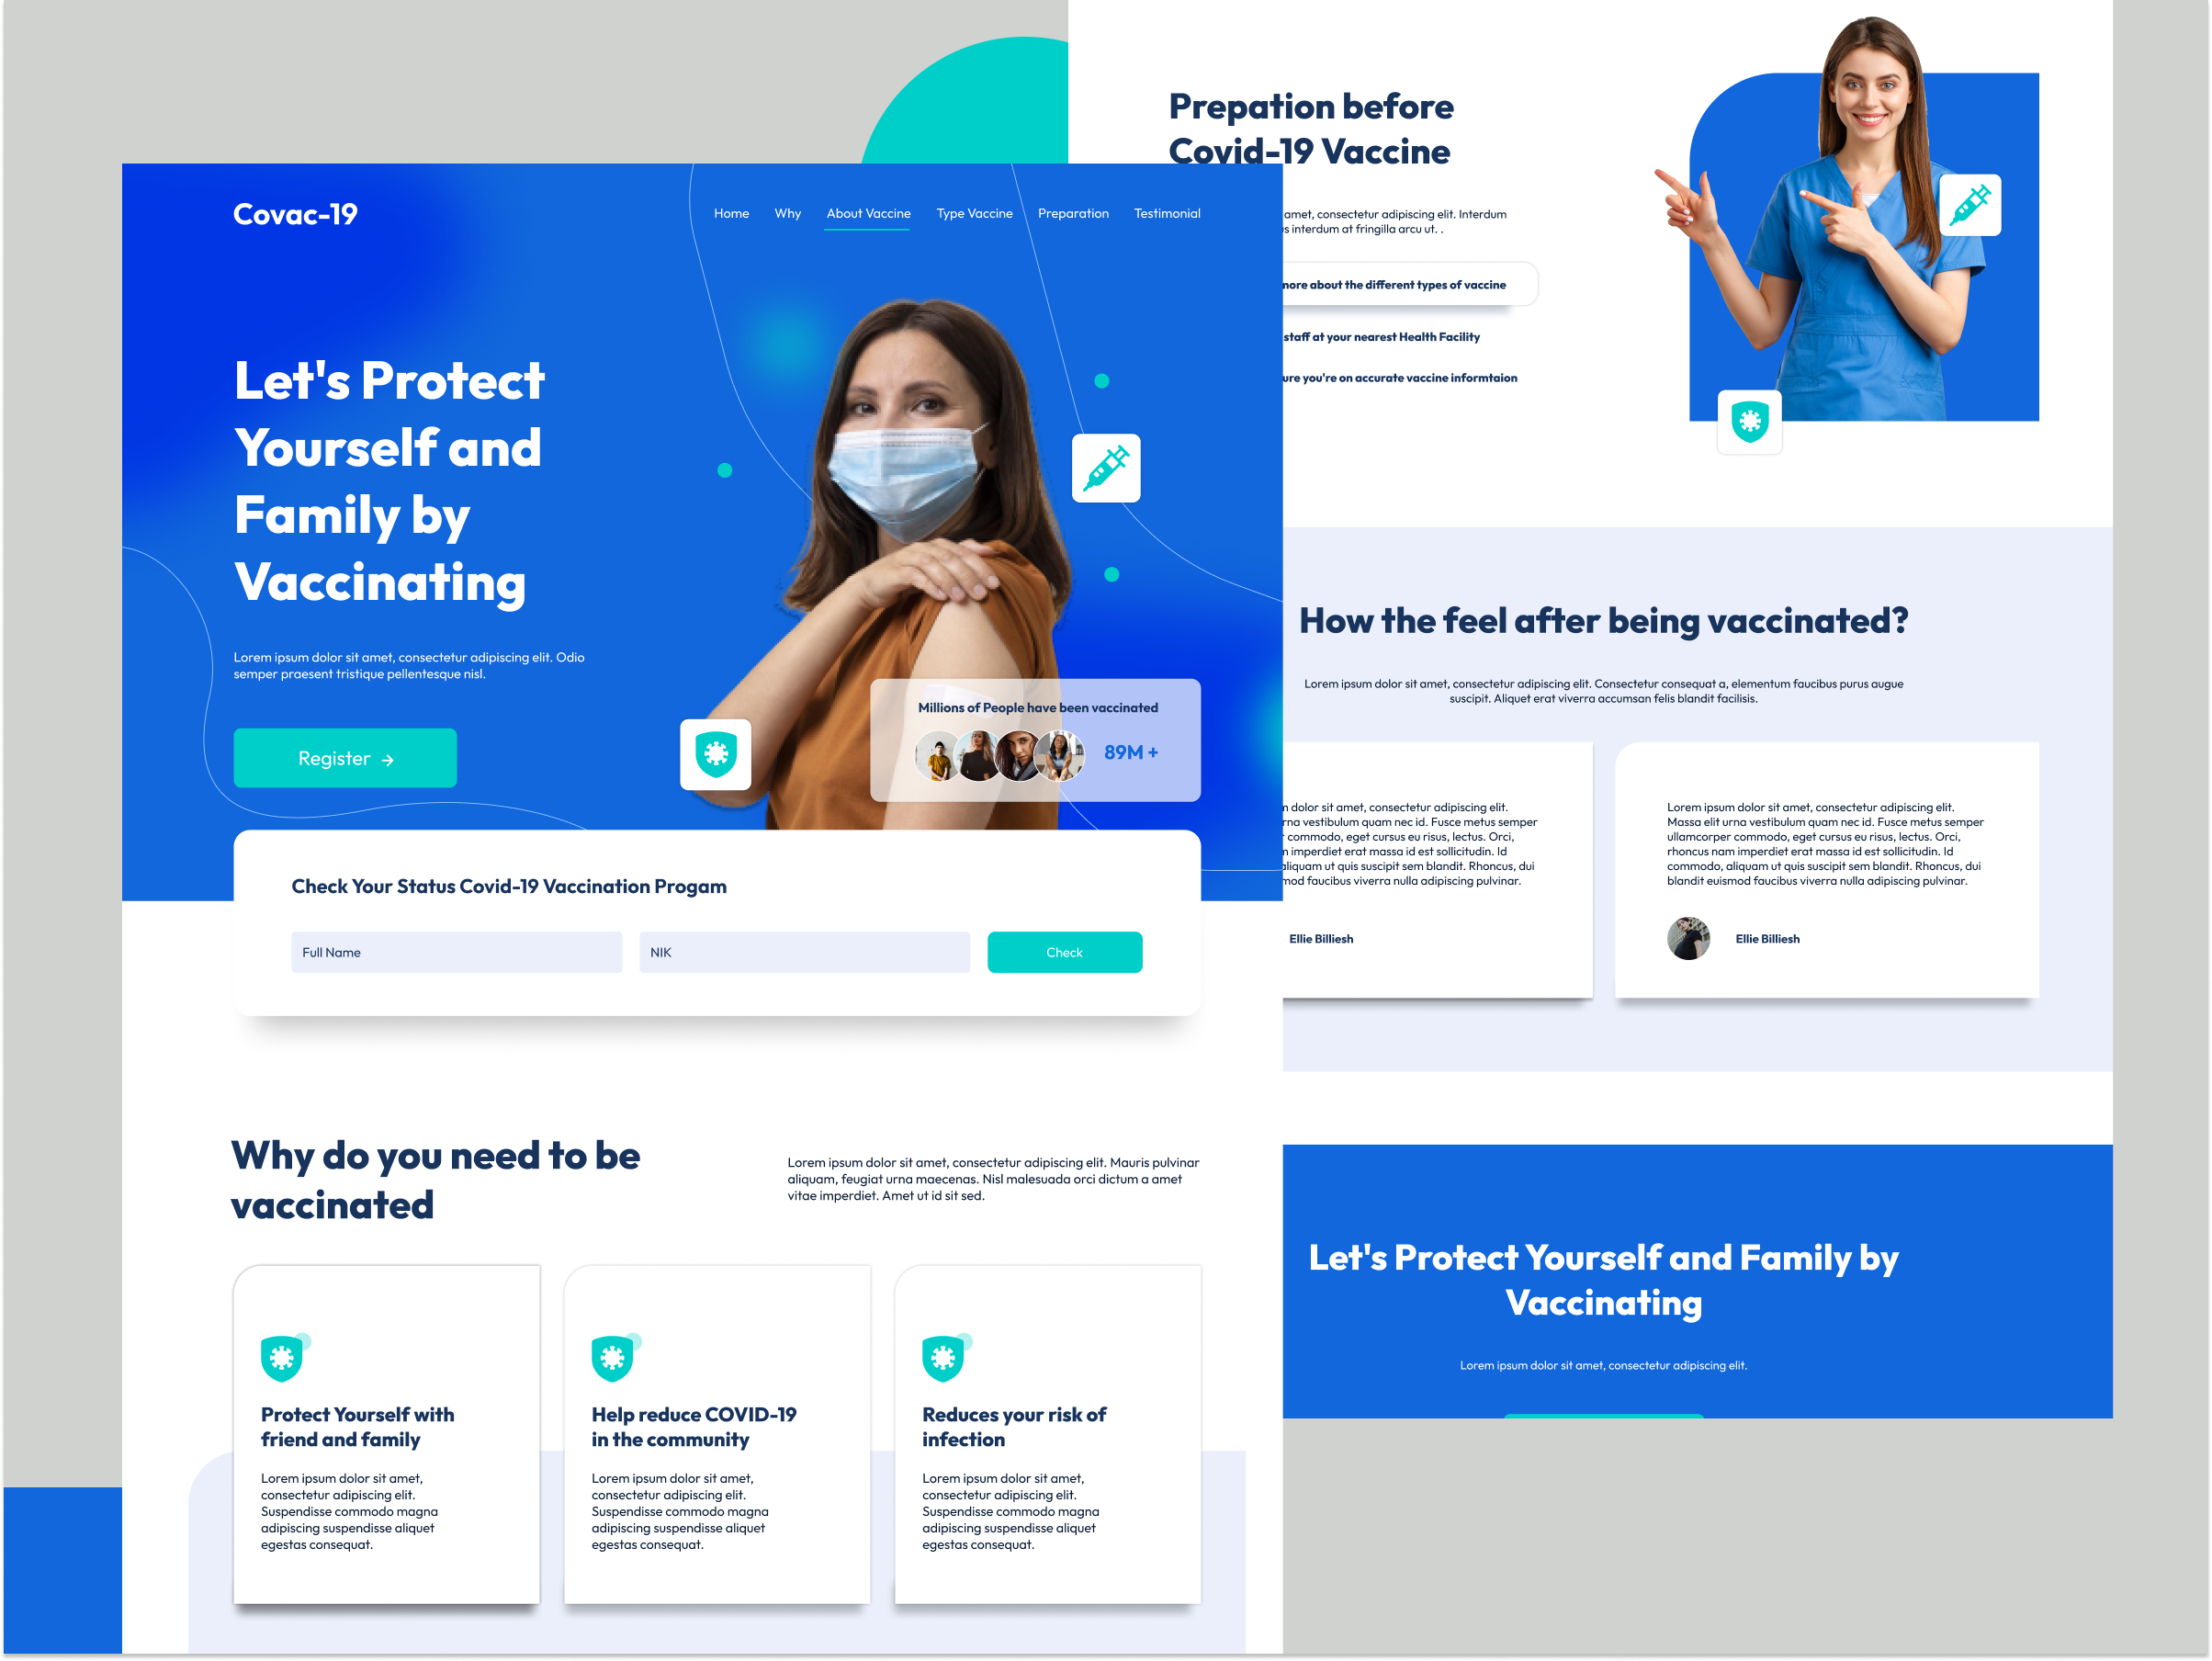 Covac-19
Home Why About Vaccine Type Vaccine Preparation Testimonial
Let's Protect
Yourself and
Family by
Vaccinating
Lorem ipsum dolor sit amet, consectetur adipiscing elit. Odio
semper praesent tristique pellentesque nisl.
Register
Millions of People have been vaccinated
89M +
Check Your Status Covid-19 Vaccination Progam
Full Name
NIK
Check
Why do you need to be
vaccinated
Lorem ipsum dolor sit amet, consectetur adipiscing elit. Mauris pulvinar
aliquam, feugiat urna maecenas. Nisl malesuada orci dictum a amet
vitae imperdiet. Amet ut id sit sed.
Protect Yourself with
friend and family
Lorem ipsum dolor sit amet,
consectetur adipiscing elit.
Suspendisse commodo magna
adipiscing suspendisse aliquet
egestas consequat.
Help reduce COVID-19
in the community
Lorem ipsum dolor sit amet,
consectetur adipiscing elit.
Suspendisse commodo magna
adipiscing suspendisse aliquet
egestas consequat.
Reduces your risk of
infection
Lorem ipsum dolor sit amet,
consectetur adipiscing elit.
Suspendisse commodo magna
adipiscing suspendisse aliquet
egestas consequat.
Prepation before
Covid-19 Vaccine
amet, consectetur adipiscing elit. Interdum
interdum at fringilla arcu ut. .
about the different types of vaccine
staff at your nearest Health Facility
you're on accurate vaccine informtaion
How the feel after being vaccinated?
Lorem ipsum dolor sit amet, consectetur adipiscing elit. Consectetur consequat a, elementum faucibus purus augue
suscipit. Aliquet erat viverra accumsan felis blandit facilisis.
dolor sit amet, consectetur adipiscing elit.
vestibulum quam nec id. Fusce metus semper
commodo, eget cursus eu risus, lectus. Orci,
imperdiet erat massa id est sollicitudin. Id
aliquam ut quis suscipit sem blandit. Rhoncus, dui
faucibus viverra nulla adipiscing pulvinar.
Ellie Billiesh
Lorem ipsum dolor sit amet, consectetur adipiscing elit.
Massa elit urna vestibulum quam nec id. Fusce metus semper
ullamcorper commodo, eget cursus eu risus, lectus. Orci,
rhoncus nam imperdiet erat massa id est sollicitudin. Id
commodo, aliquam ut quis suscipit sem blandit. Rhoncus, dui
blandit euismod faucibus viverra nulla adipiscing pulvinar.
Ellie Billiesh
Let's Protect Yourself and Family by
Vaccinating
Lorem ipsum dolor sit amet, consectetur adipiscing elit.